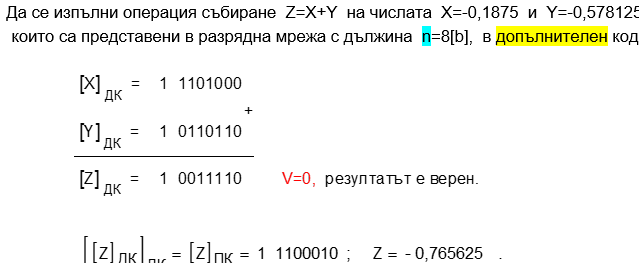 Да се изпълни операция събиране Z=X+Y на числата X=-0,1875 и Y=-0,578125
които са представени в разрядна мрежа с дължина n=8[b], в допълнителен код
[X]ДК = 1 1101000
+
[Y]ДК = 1 0110110
[Z]ДК = 1 0011110 V=0, резултатът е верен.
[[Z]ДК]ДК = [Z]ПК = 1 1100010 ; Z = - 0,765625 .